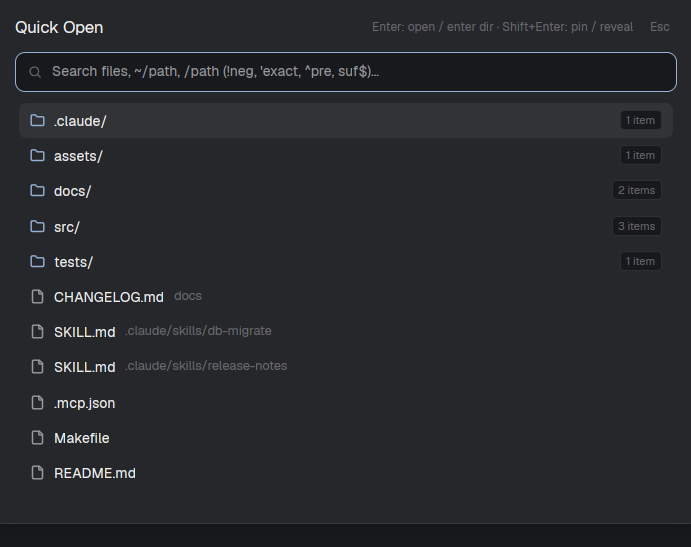 Quick Open Enter: open / enter dir · Shift+Enter: pin / reveal Esc
Search files, ~/path, /path (!neg, 'exact, ^pre, suf$)...
.claude/ 1 item
assets/ 1 item
docs/ 2 items
src/ 3 items
tests/ 1 item
CHANGELOG.md docs
SKILL.md .claude/skills/db-migrate
SKILL.md .claude/skills/release-notes
.mcp.json
Makefile
README.md